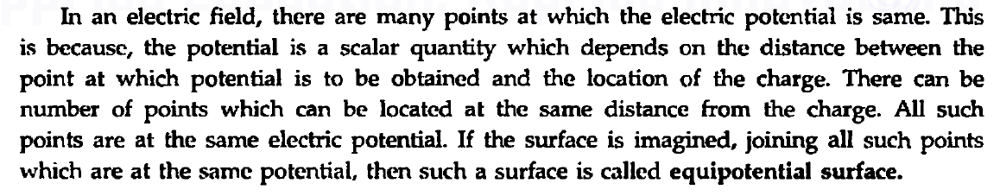 In an electric field, there are many points at which the electric potential is same. This
is because, the potential is a scalar quantity which depends on the distance between the
point at which potential is to be obtained and the location of the charge. There can be
number of points which can be located at the same distance from the charge. All such
points are at the same electric potential. If the surface is imagined, joining all such points
which are at the same potential, then such a surface is called equipotential surface.